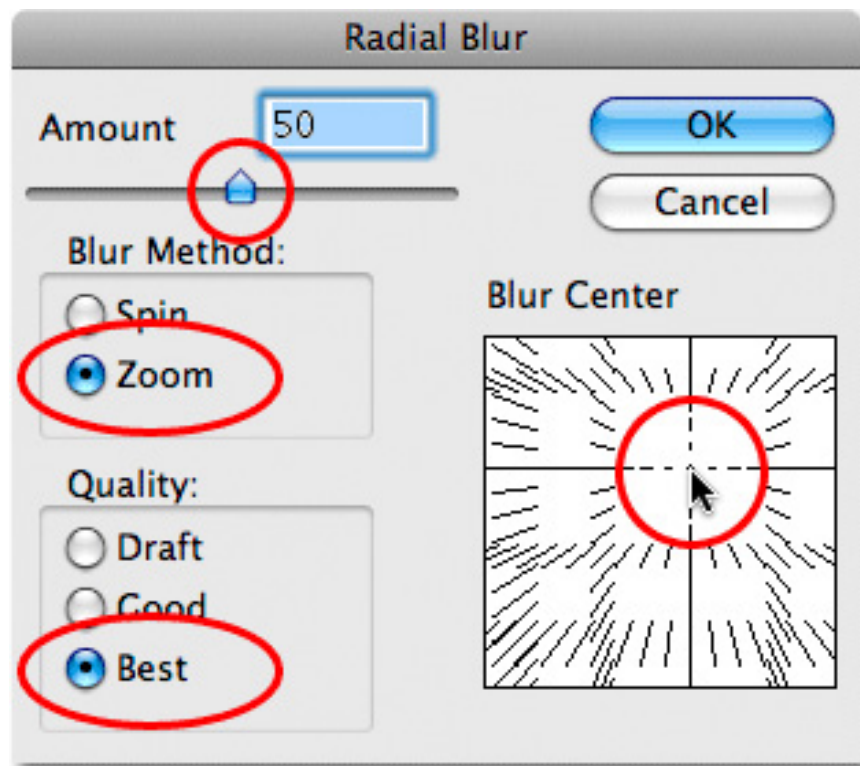 Radial Blur
Amount 50
OK
Cancel
Blur Method:
Spin
Zoom
Blur Center
Quality:
Draft
Good
Best